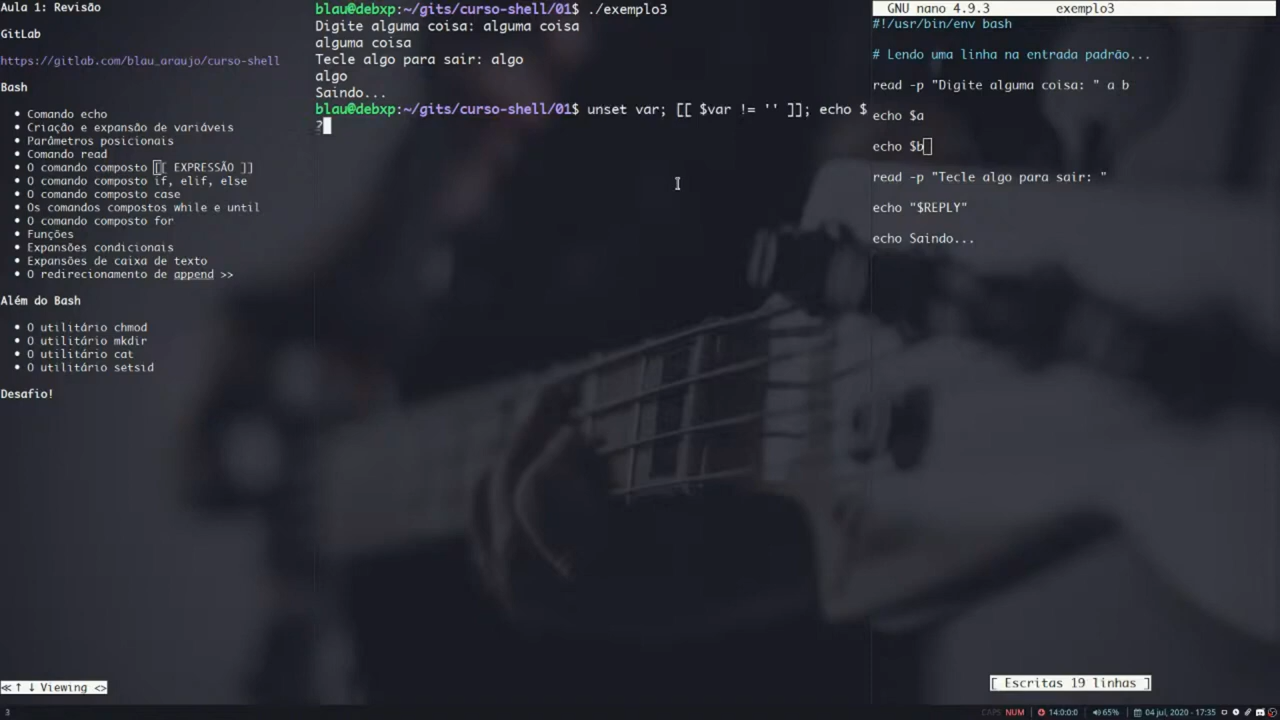 Aula 1: Revisão
GitLab
https://gitlab.com/blau_araujo/curso-shell
Bash
• Comando echo
• Criação e expansão de variáveis
• Parâmetros posicionais
• Comando read
• O comando composto [[ EXPRESSÃO ]]
• O comando composto if, elif, else
• O comando composto case
• Os comandos compostos while e until
• O comando composto for
• Funções
• Expansões condicionais
• Expansões de caixa de texto
• O redirecionamento de append >>
Além do Bash
• O utilitário chmod
• O utilitário mkdir
• O utilitário cat
• O utilitário setsid
Desafio!
≪↑ ↓ Viewing <>
blau@debxp:~/gits/curso-shell/01$ ./exemplo3
Digite alguma coisa: alguma coisa
alguma coisa
Tecle algo para sair: algo
algo
Saindo...
blau@debxp:~/gits/curso-shell/01$ unset var; [[ $var != '' ]]; echo $
?
GNU nano 4.9.3 exemplo3
#!/usr/bin/env bash
# Lendo uma linha na entrada padrão...
read -p "Digite alguma coisa: " a b
echo $a
echo $b
read -p "Tecle algo para sair: "
echo "$REPLY"
echo Saindo...
[ Escritas 19 linhas ]
3
CAPS NUM 14:0:0:0 65% 04 jul, 2020 - 17:35